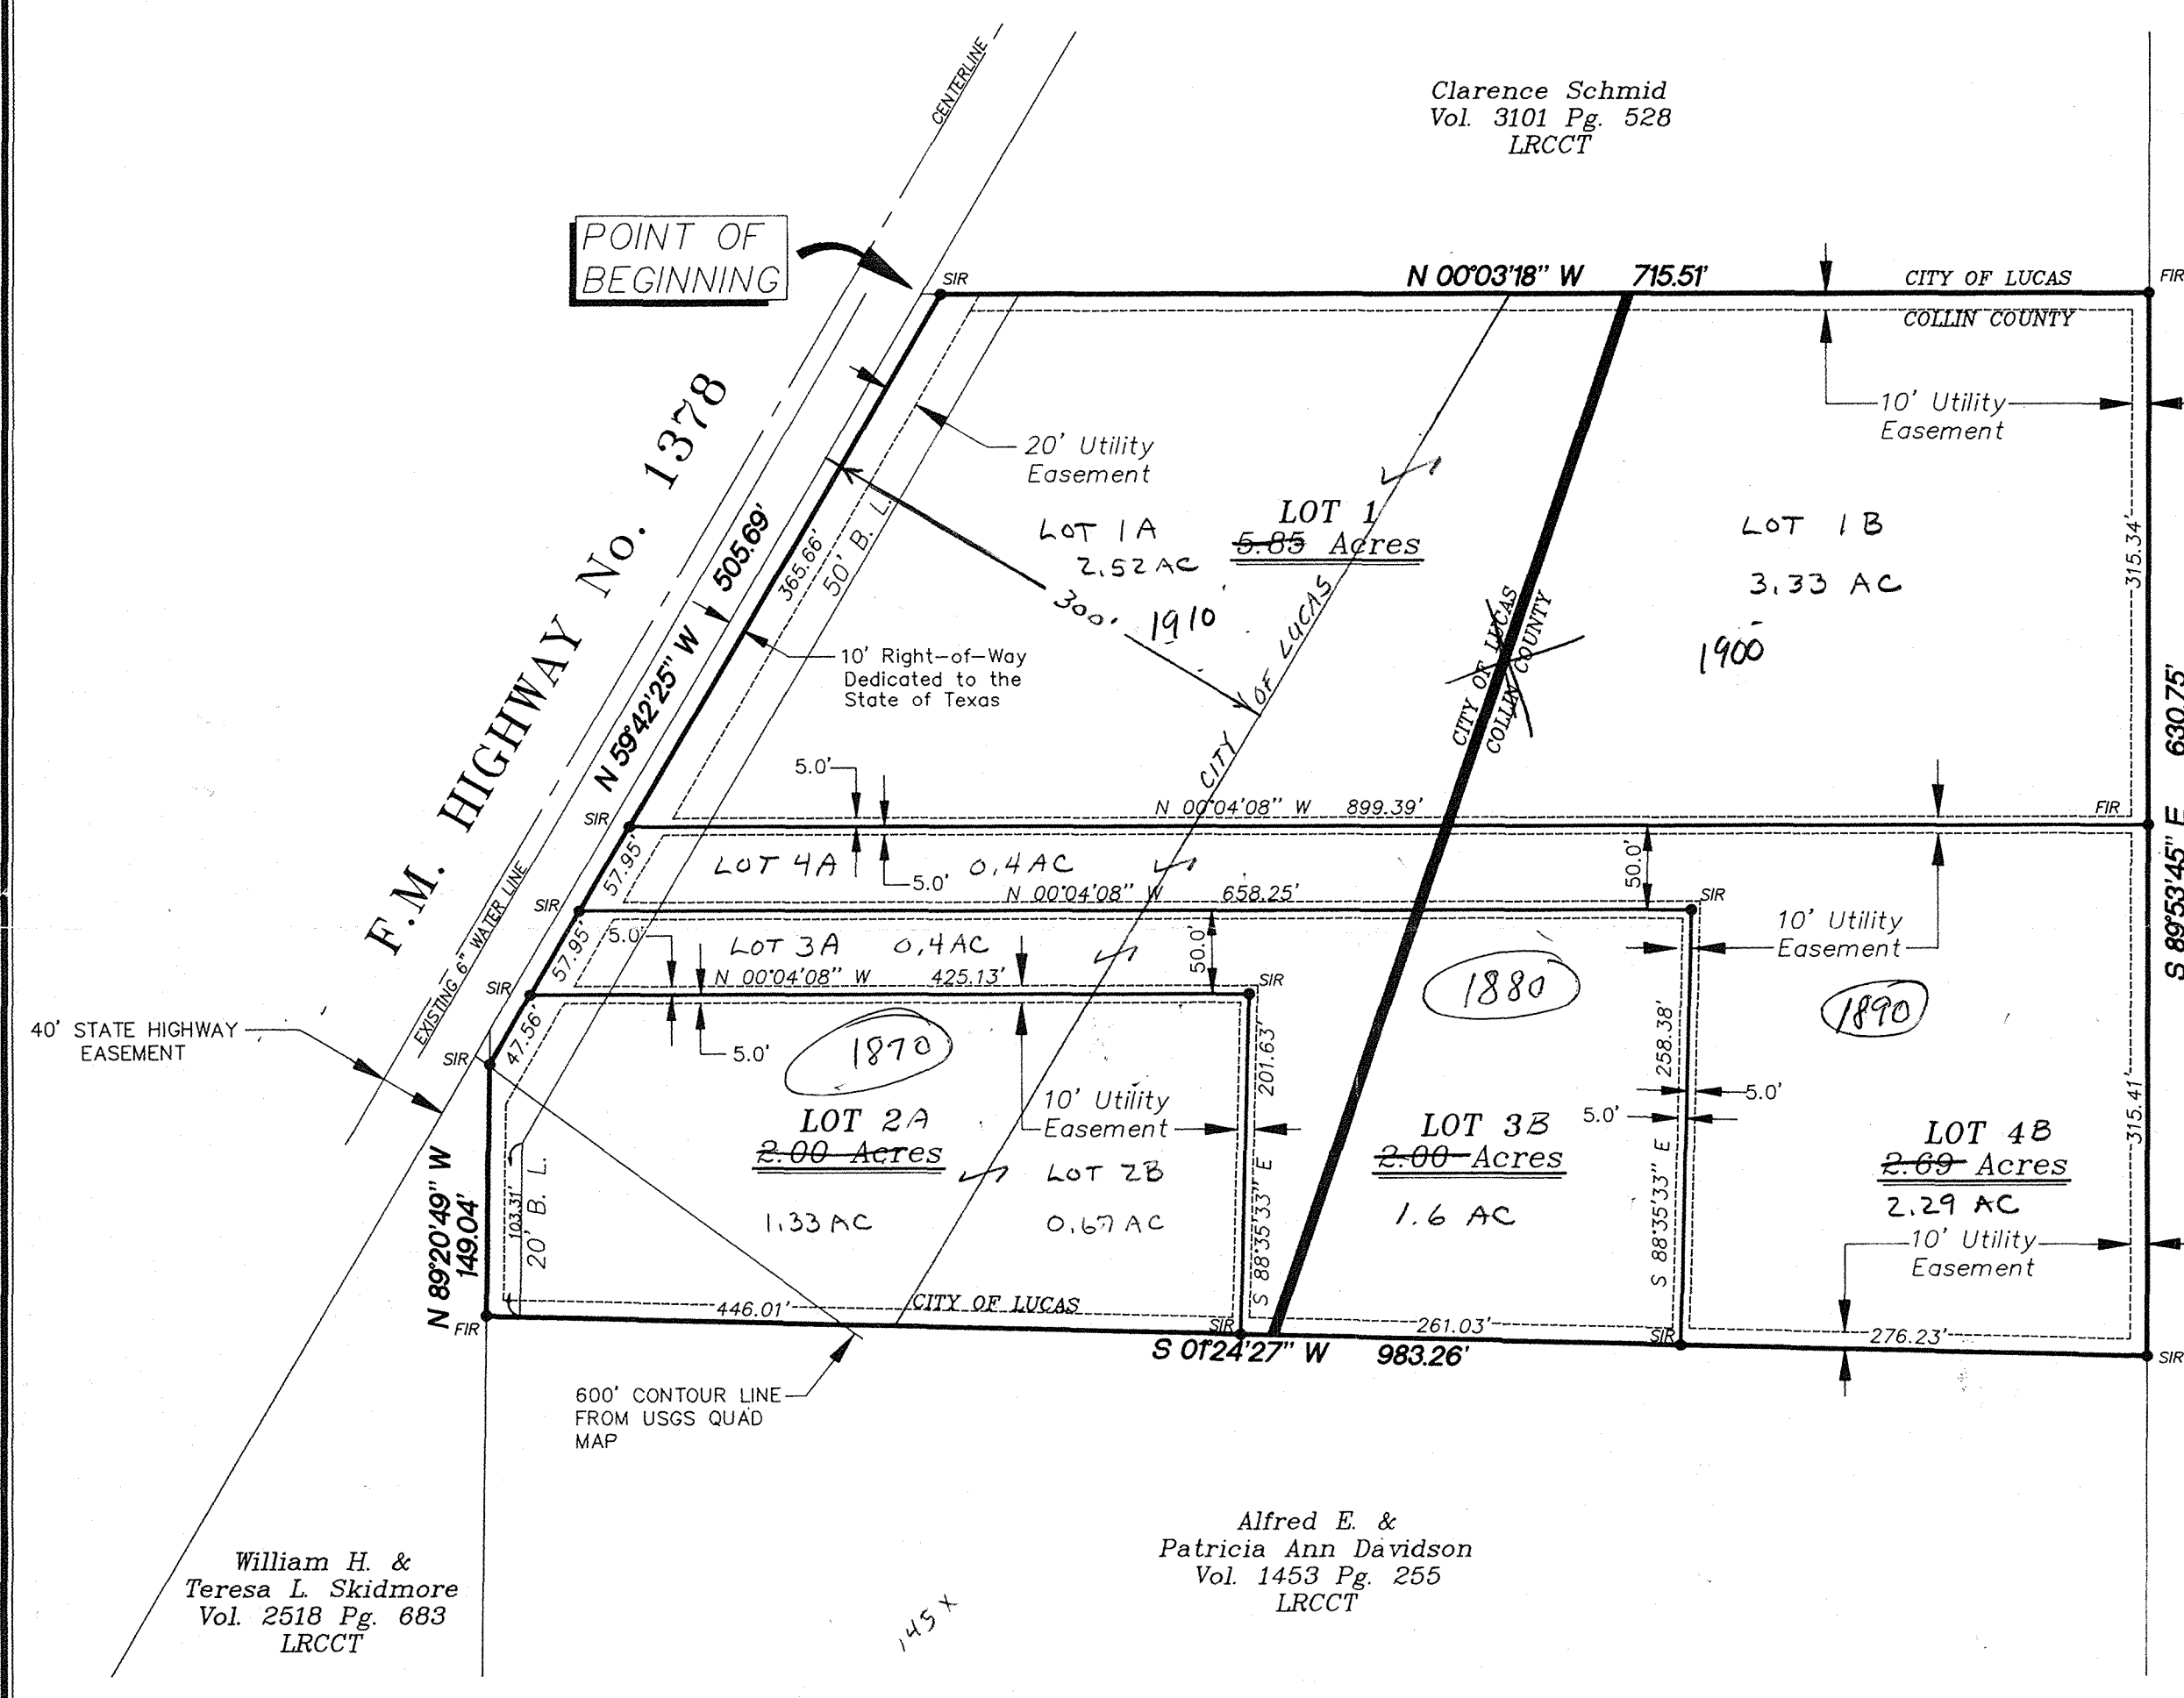 CENTERLINE
Clarence Schmid
Vol. 3101 Pg. 528
LRCCT
POINT OF
BEGINNING
SIR
N 00°03'18" W 715.51'
CITY OF LUCAS
COLLIN COUNTY
FIR
10' Utility
Easement
20' Utility
Easement
F.M. HIGHWAY No. 1378
N 59°42'25" W 505.69'
365.66'
50' B. L.
LOT 1A
2.52 AC
LOT 1
5.85 Acres
300'
1910
CITY OF LUCAS
CITY OF LUCAS
COLLIN COUNTY
LOT 1B
3.33 AC
1900
315.34'
10' Right-of-Way
Dedicated to the
State of Texas
S 89°53'45" E 630.75'
5.0'
5.0'
SIR
N 00°04'08" W 899.39'
FIR
57.95'
LOT 4A 0.4 AC
50.0'
SIR
N 00°04'08" W 658.25'
SIR
10' Utility
Easement
57.95'
5.0'
LOT 3A 0.4 AC
50.0'
SIR
N 00°04'08" W 425.13'
SIR
5.0'
1880
1890
EXISTING 6" WATER LINE
40' STATE HIGHWAY
EASEMENT
SIR
47.56'
1870
10' Utility
Easement
201.63'
S 88°35'33" E
258.38'
S 88°35'33" E
5.0'
5.0'
315.41'
LOT 2A
2.00 Acres
1.33 AC
LOT 2B
0.67 AC
LOT 3B
2.00 Acres
1.6 AC
LOT 4B
2.69 Acres
2.29 AC
10' Utility
Easement
N 89°20'49" W
149.04'
103.31'
20' B. L.
FIR
446.01'
CITY OF LUCAS
SIR
261.03'
SIR
276.23'
SIR
S 01°24'27" W 983.26'
600' CONTOUR LINE
FROM USGS QUAD
MAP
William H. &
Teresa L. Skidmore
Vol. 2518 Pg. 683
LRCCT
Alfred E. &
Patricia Ann Davidson
Vol. 1453 Pg. 255
LRCCT
145 x